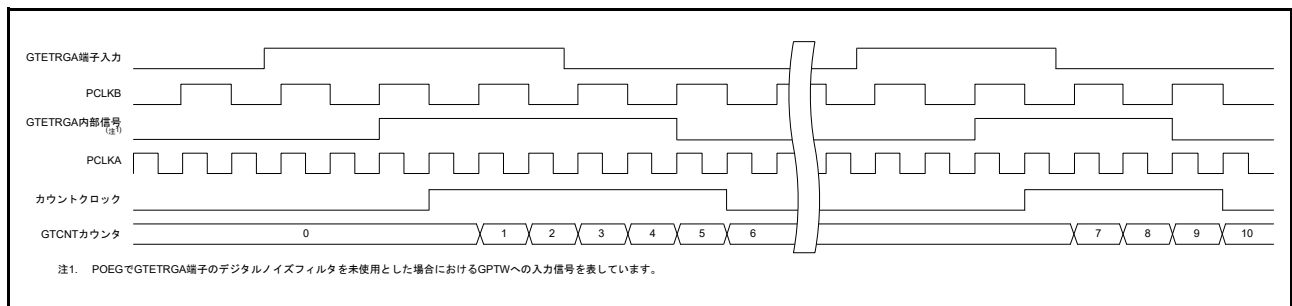 GTETRGA端子入力
PCLKB
GTETRGA内部信号
(注1)
PCLKA
カウントクロック
GTCNTカウンタ 0 1 2 3 4 5 6 7 8 9 10
注1. POEGでGTETRGA端子のデジタルノイズフィルタを未使用とした場合におけるGPTWへの入力信号を表しています。